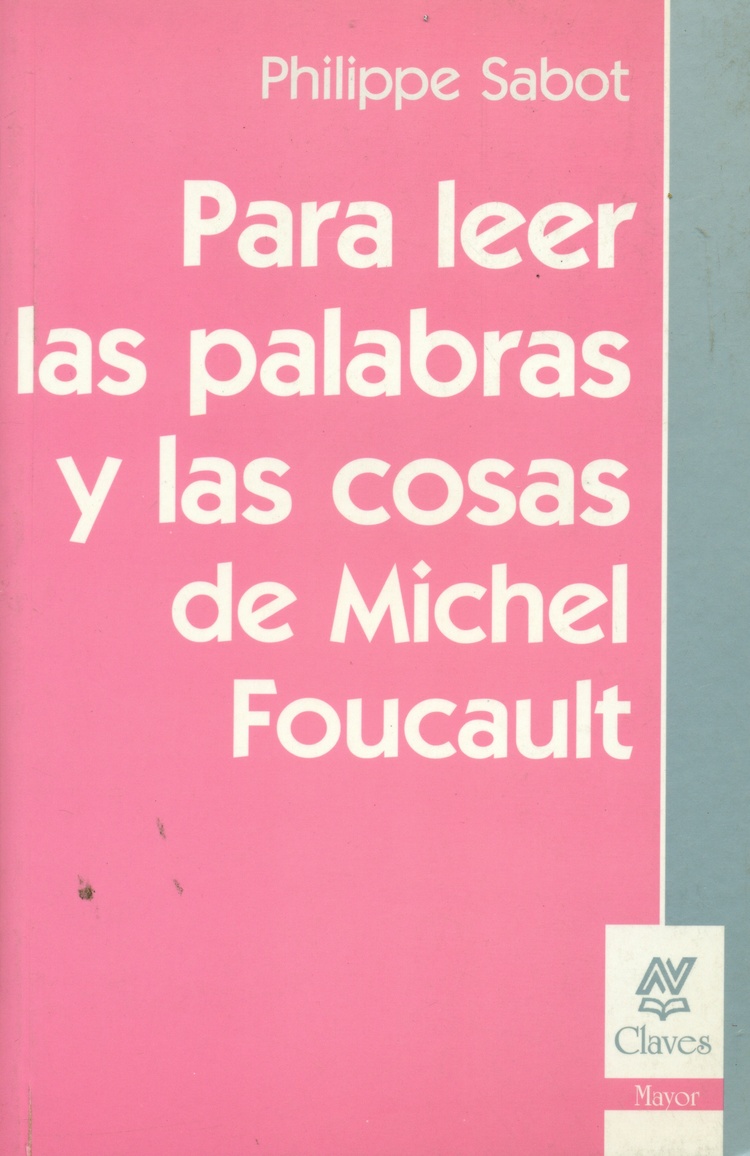 Philippe Sabot
Para leer
las palabras
y las cosas
de Michel
Foucault
Claves
Mayor